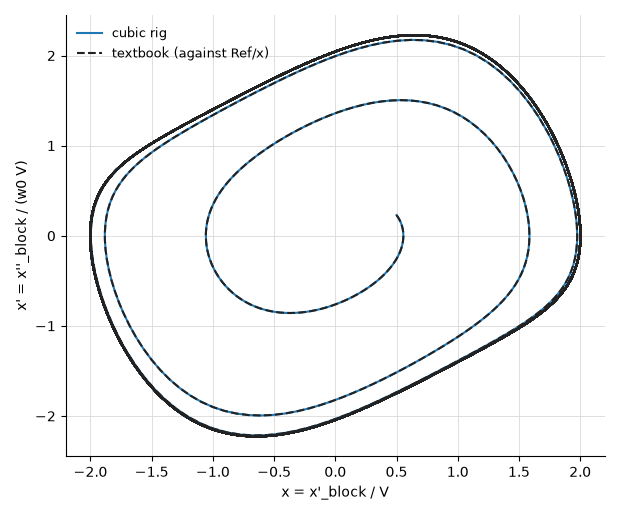 cubic rig
textbook (against Ref/x)
2
1
0
−1
−2
x' = x''_block / (w0 V)
−2.0 −1.5 −1.0 −0.5 0.0 0.5 1.0 1.5 2.0
x = x'_block / V